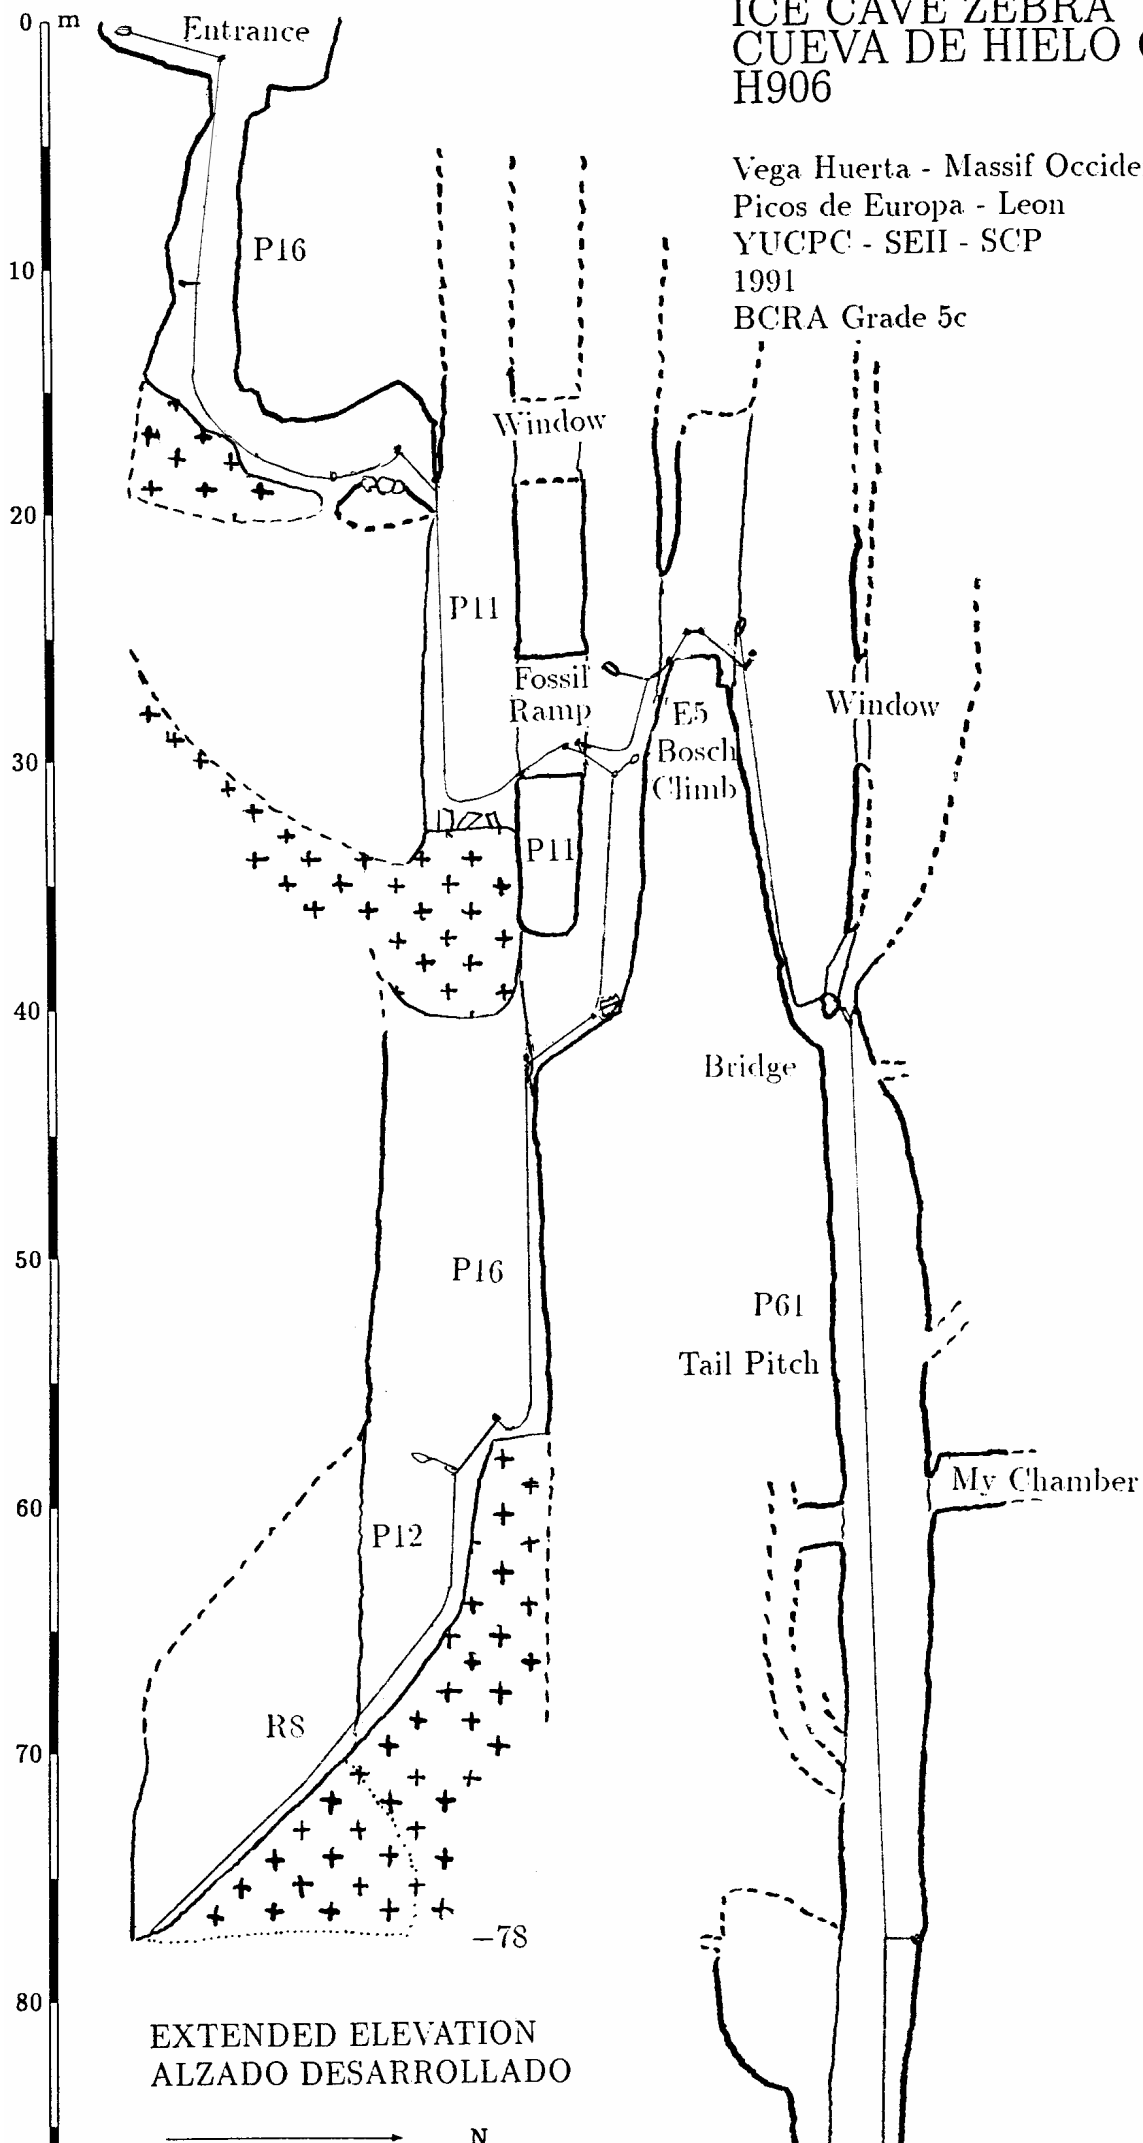 0 m
Entrance
ICE CAVE ZEBRA
CUEVA DE HIELO
H906
Vega Huerta - Massif Occide
Picos de Europa - Leon
YUCPC - SEII - SCP
1991
BCRA Grade 5c
P16
10
Window
20
P11
Fossil
Ramp
E5
Bosch
Climb
Window
30
P11
40
Bridge
50
P16
P61
Tail Pitch
My Chamber
60
P12
R8
70
-78
80
EXTENDED ELEVATION
ALZADO DESARROLLADO
N